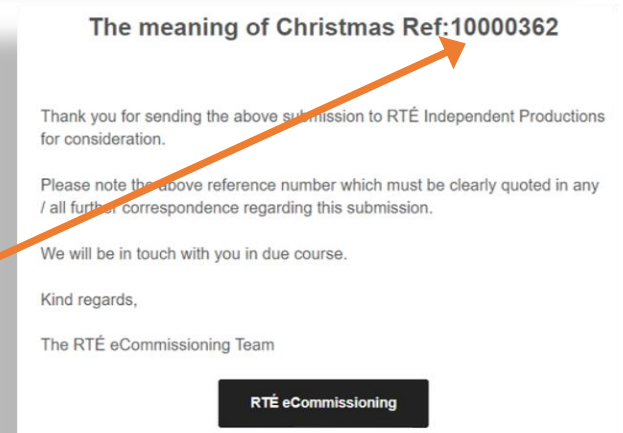 The meaning of Christmas Ref:10000362
Thank you for sending the above submission to RTÉ Independent Productions
for consideration.
Please note the above reference number which must be clearly quoted in any
/ all further correspondence regarding this submission.
We will be in touch with you in due course.
Kind regards,
The RTÉ eCommissioning Team
RTÉ eCommissioning